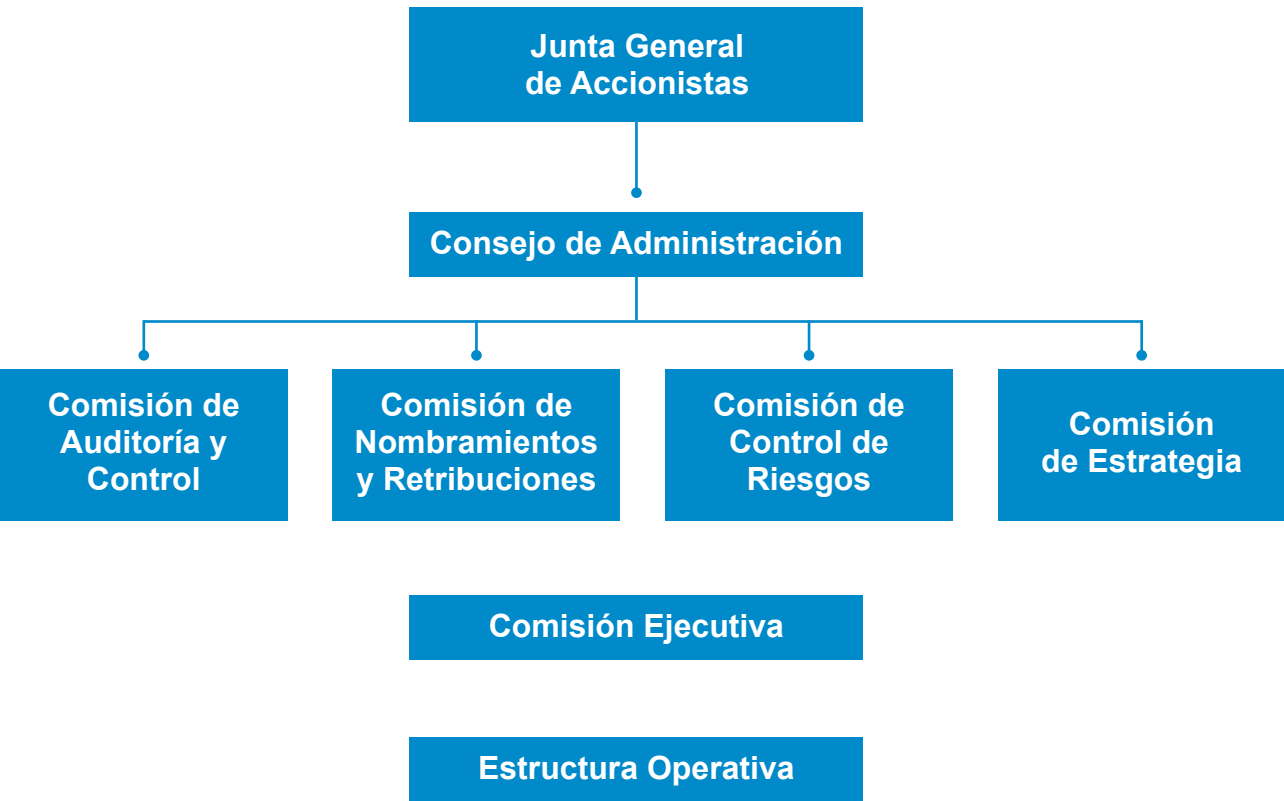 Junta General
de Accionistas
Consejo de Administración
Comisión de
Auditoría y
Control
Comisión de
Nombramientos
y Retribuciones
Comisión de
Control de
Riesgos
Comisión
de Estrategia
Comisión Ejecutiva
Estructura Operativa